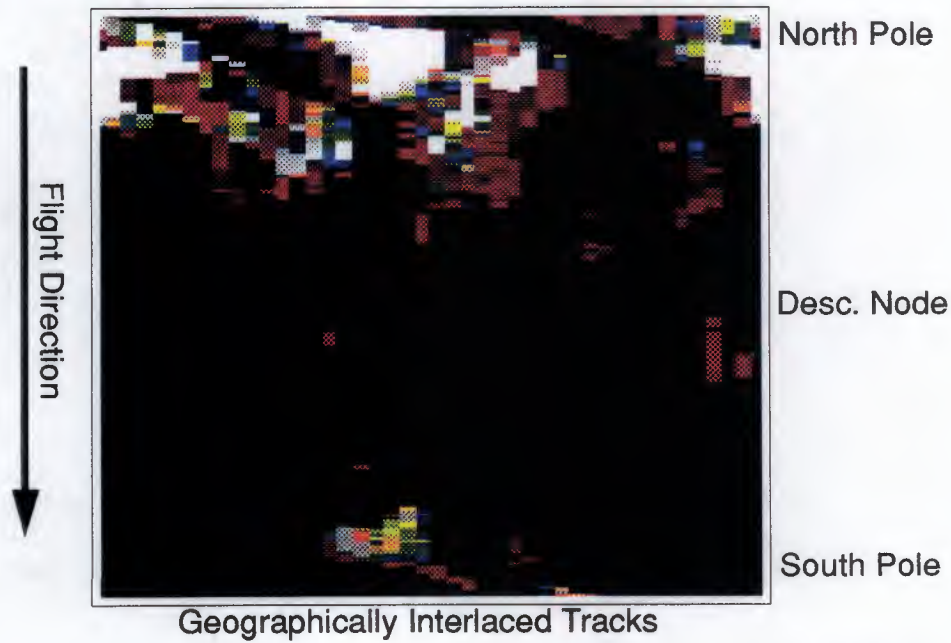 North Pole
Flight Direction
Desc. Node
South Pole
Geographically Interlaced Tracks